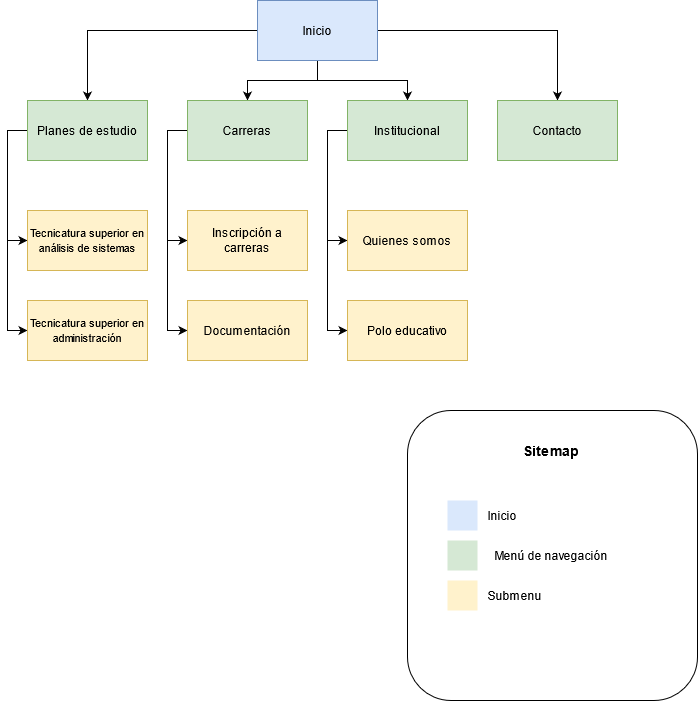 Inicio
Planes de estudio
Carreras
Institucional
Contacto
Tecnicatura superior en
análisis de sistemas
Inscripción a
carreras
Quienes somos
Tecnicatura superior en
administración
Documentación
Polo educativo
Sitemap
Inicio
Menú de navegación
Submenu